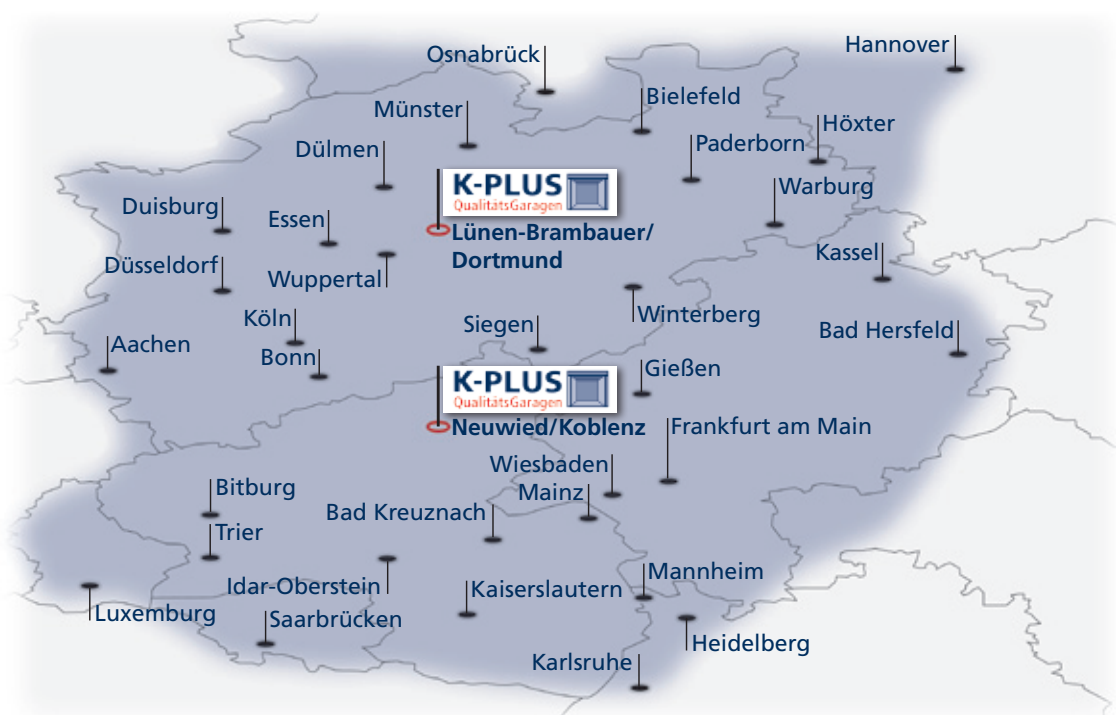 Hannover
Osnabrück
Bielefeld
Münster
Höxter
Paderborn
Dülmen
K-PLUS
QualitätsGaragen
Warburg
Duisburg
Essen
Lünen-Brambauer/
Dortmund
Kassel
Düsseldorf
Wuppertal
Winterberg
Köln
Siegen
Bad Hersfeld
Aachen
Bonn
Gießen
K-PLUS
QualitätsGaragen
Neuwied/Koblenz
Frankfurt am Main
Wiesbaden
Bitburg
Mainz
Bad Kreuznach
Trier
Mannheim
Idar-Oberstein
Kaiserslautern
Luxemburg
Saarbrücken
Heidelberg
Karlsruhe